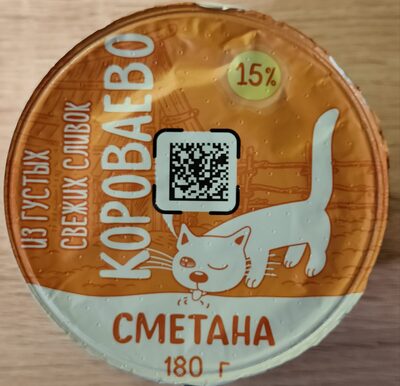 ИЗ ГУСТЫХ
СВЕЖИХ СЛИВОК
КОРОВАЕВО
15%
СМЕТАНА
180 г